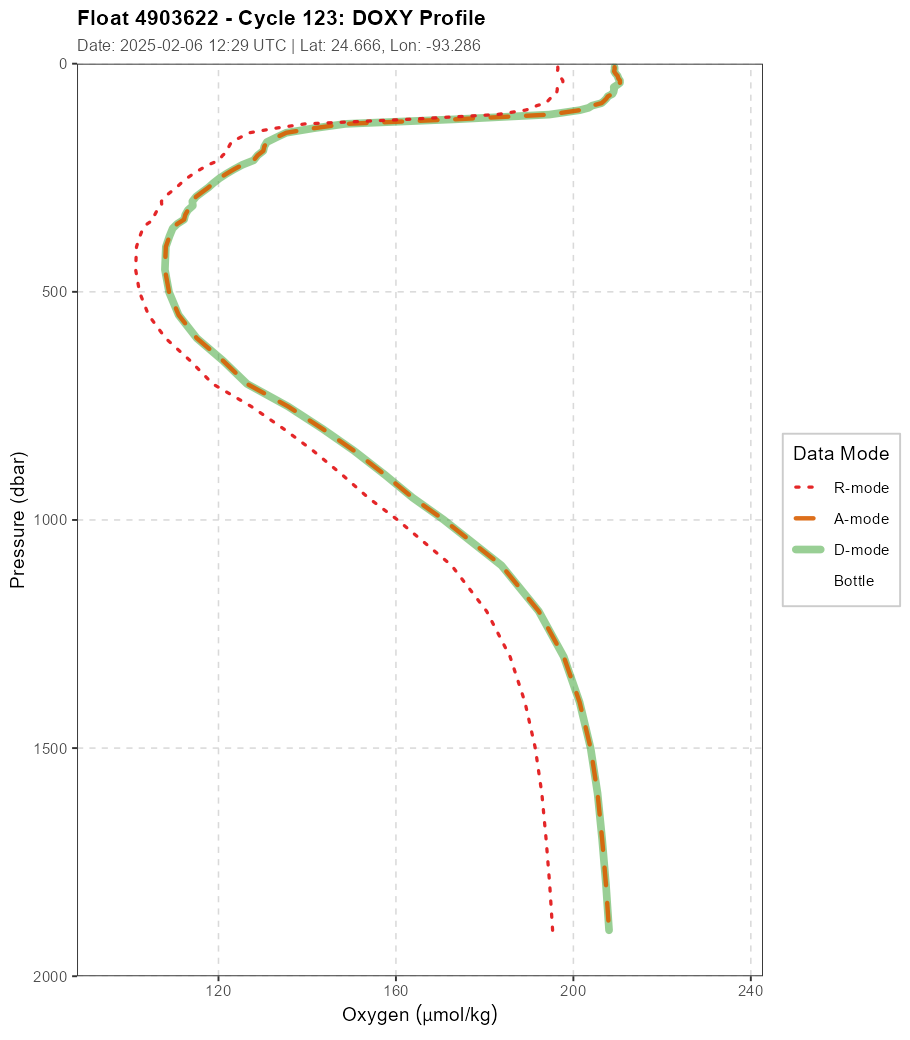 Float 4903622 - Cycle 123: DOXY Profile
Date: 2025-02-06 12:29 UTC | Lat: 24.666, Lon: -93.286
0
500
1000
1500
2000
Pressure (dbar)
120
160
200
240
Oxygen (μmol/kg)
Data Mode
R-mode
A-mode
D-mode
Bottle